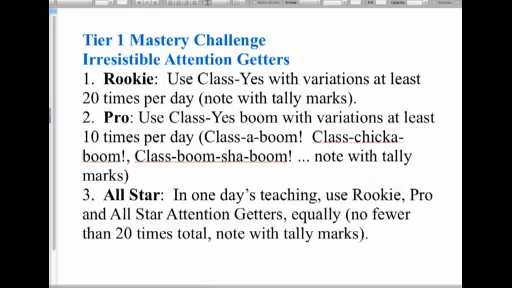 Tier 1 Mastery Challenge
Irresistible Attention Getters
1. Rookie: Use Class-Yes with variations at least
20 times per day (note with tally marks).
2. Pro: Use Class-Yes boom with variations at least
10 times per day (Class-a-boom! Class-chicka-
boom!, Class-boom-sha-boom! ... note with tally
marks)
3. All Star: In one day's teaching, use Rookie, Pro
and All Star Attention Getters, equally (no fewer
than 20 times total, note with tally marks).